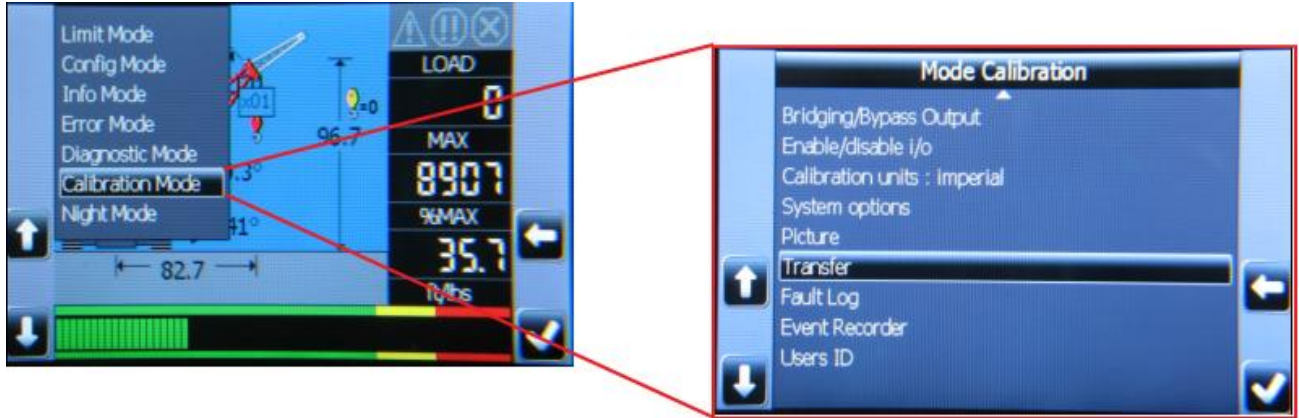 Limit Mode
Config Mode
Info Mode
Error Mode
Diagnostic Mode
Calibration Mode
Night Mode
x01
=0
96.7
82.7
LOAD
0
MAX
8907
%MAX
35.7
ft/lbs
Mode Calibration
Bridging/Bypass Output
Enable/disable i/o
Calibration units : imperial
System options
Picture
Transfer
Fault Log
Event Recorder
Users ID